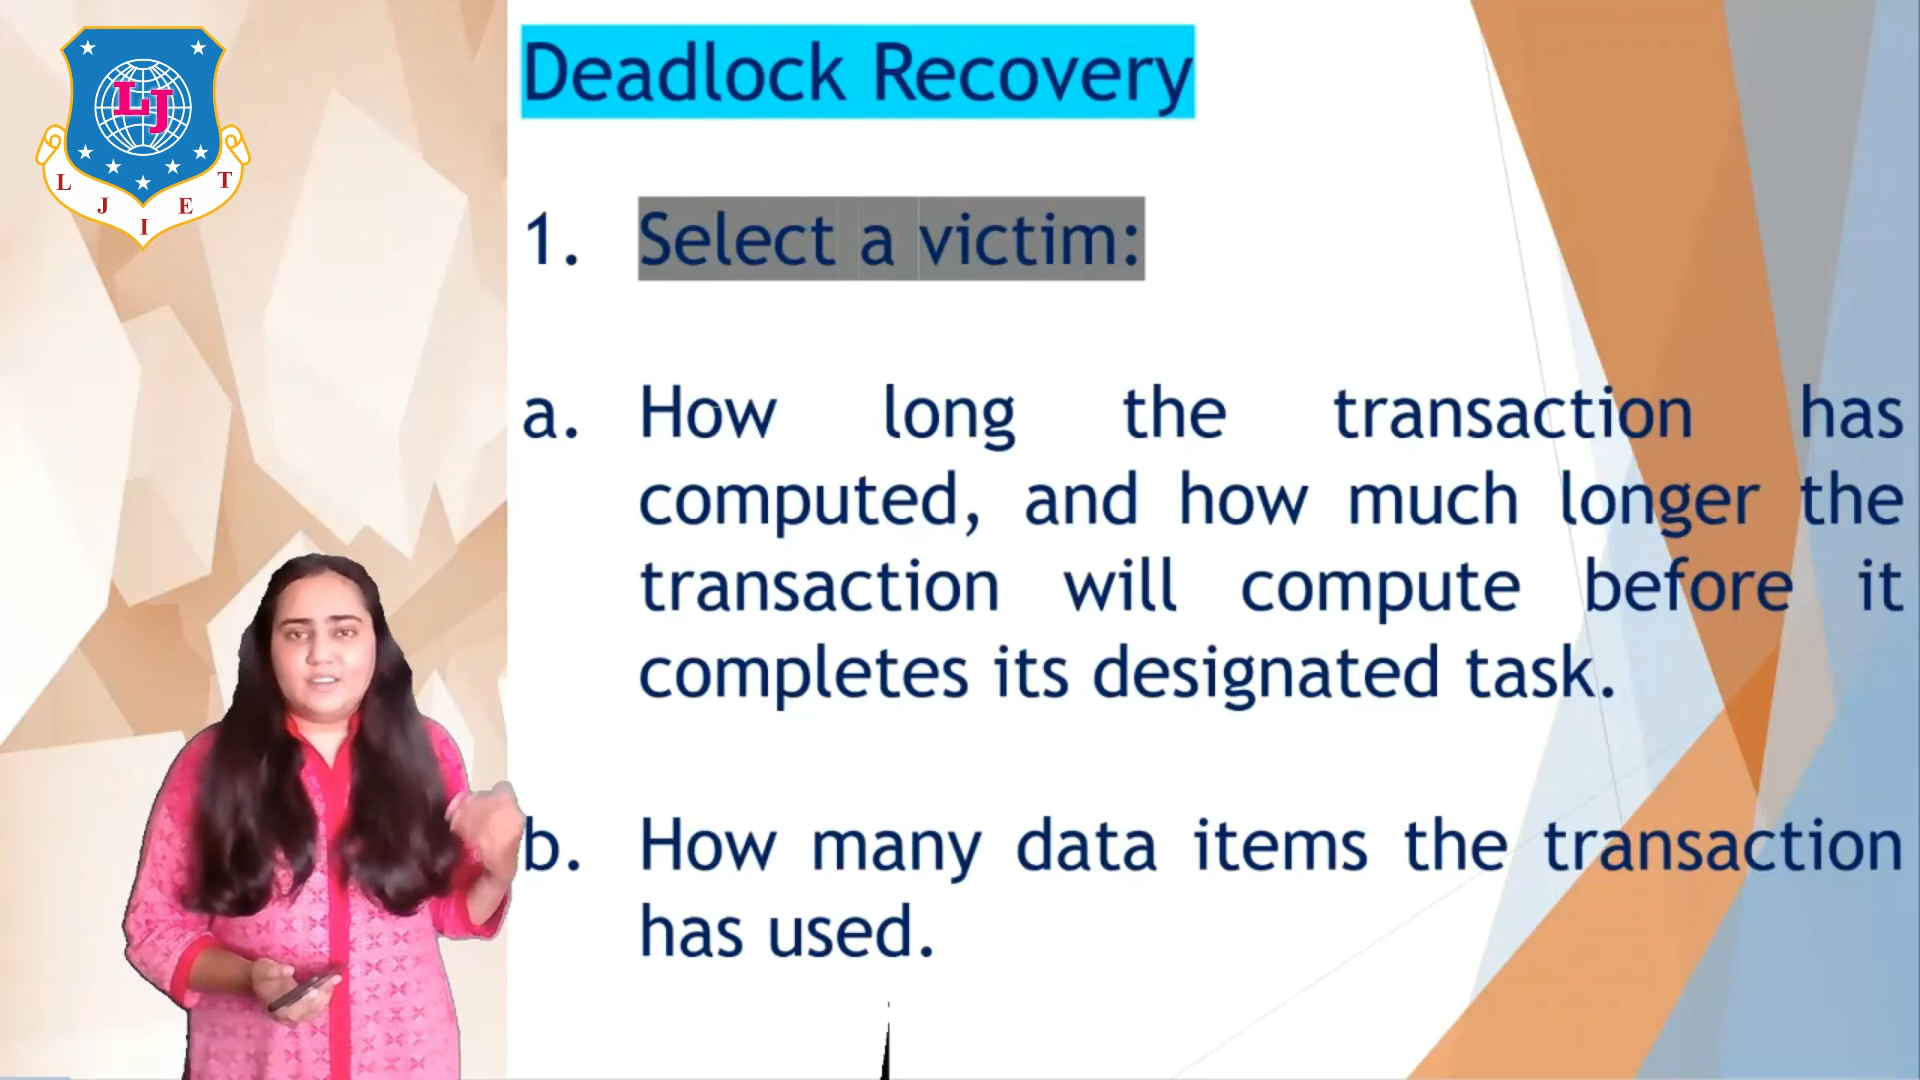 LJ
L J I E T
Deadlock Recovery
1. Select a victim:
a. How long the transaction has
computed, and how much longer the
transaction will compute before it
completes its designated task.
b. How many data items the transaction
has used.